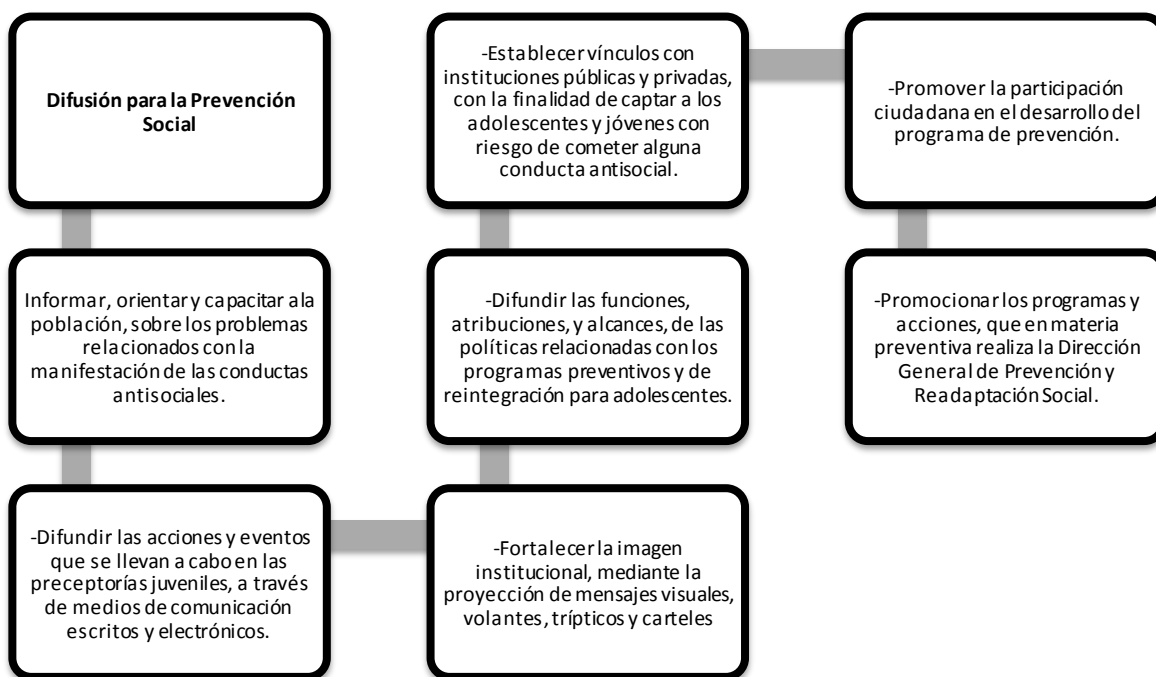 Difusión para la Prevención
Social
Informar, orientar y capacitar a la
población, sobre los problemas
relacionados con la
manifestación de las conductas
antisociales.
-Difundir las acciones y eventos
que se llevan a cabo en las
preceptorías juveniles, a través
de medios de comunicación
escritos y electrónicos.
-Fortalecer la imagen
institucional, mediante la
proyección de mensajes visuales,
volantes, trípticos y carteles
-Difundir las funciones,
atribuciones, y alcances, de las
políticas relacionadas con los
programas preventivos y de
reintegración para adolescentes.
-Establecer vínculos con
instituciones públicas y privadas,
con la finalidad de captar a los
adolescentes y jóvenes con
riesgo de cometer alguna
conducta antisocial.
-Promover la participación
ciudadana en el desarrollo del
programa de prevención.
-Promocionar los programas y
acciones, que en materia
preventiva realiza la Dirección
General de Prevención y
Readaptación Social.